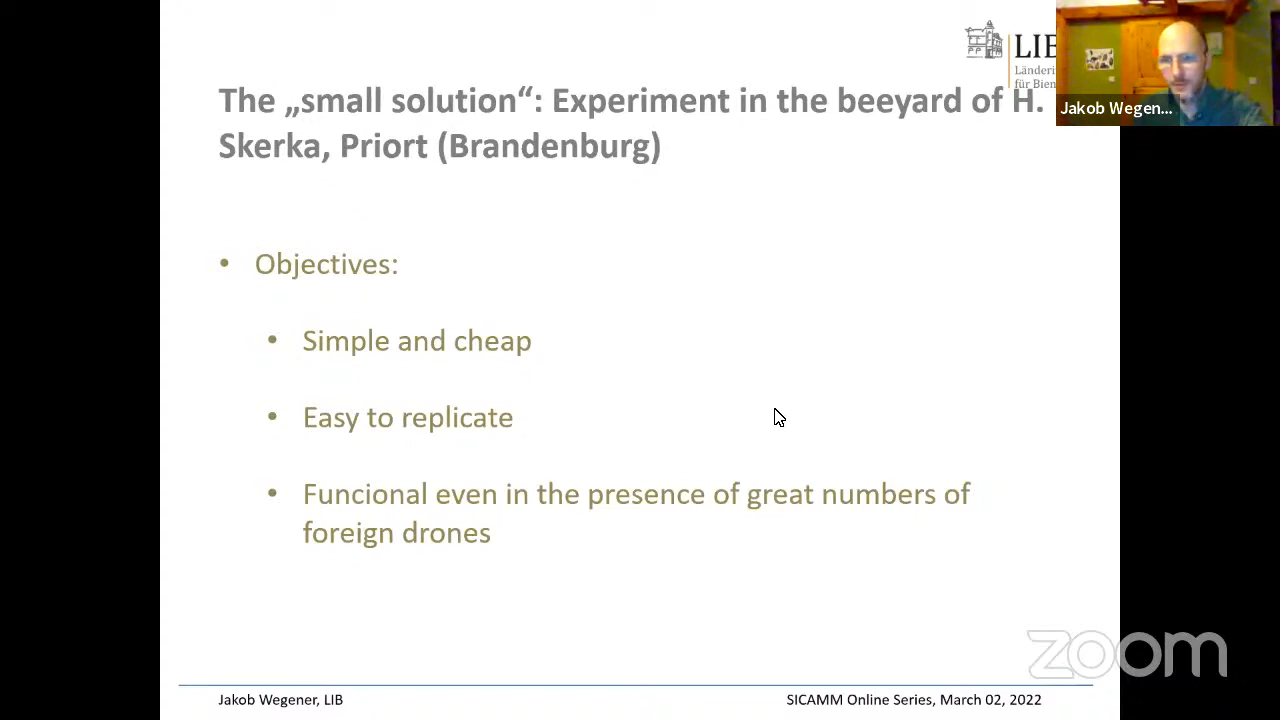 LIB
Länderin
für Bien
The „small solution“: Experiment in the beeyard of H.
Skerka, Priort (Brandenburg)
Jakob Wegen...
• Objectives:
• Simple and cheap
• Easy to replicate
• Funcional even in the presence of great numbers of
foreign drones
zoom
Jakob Wegener, LIB
SICAMM Online Series, March 02, 2022